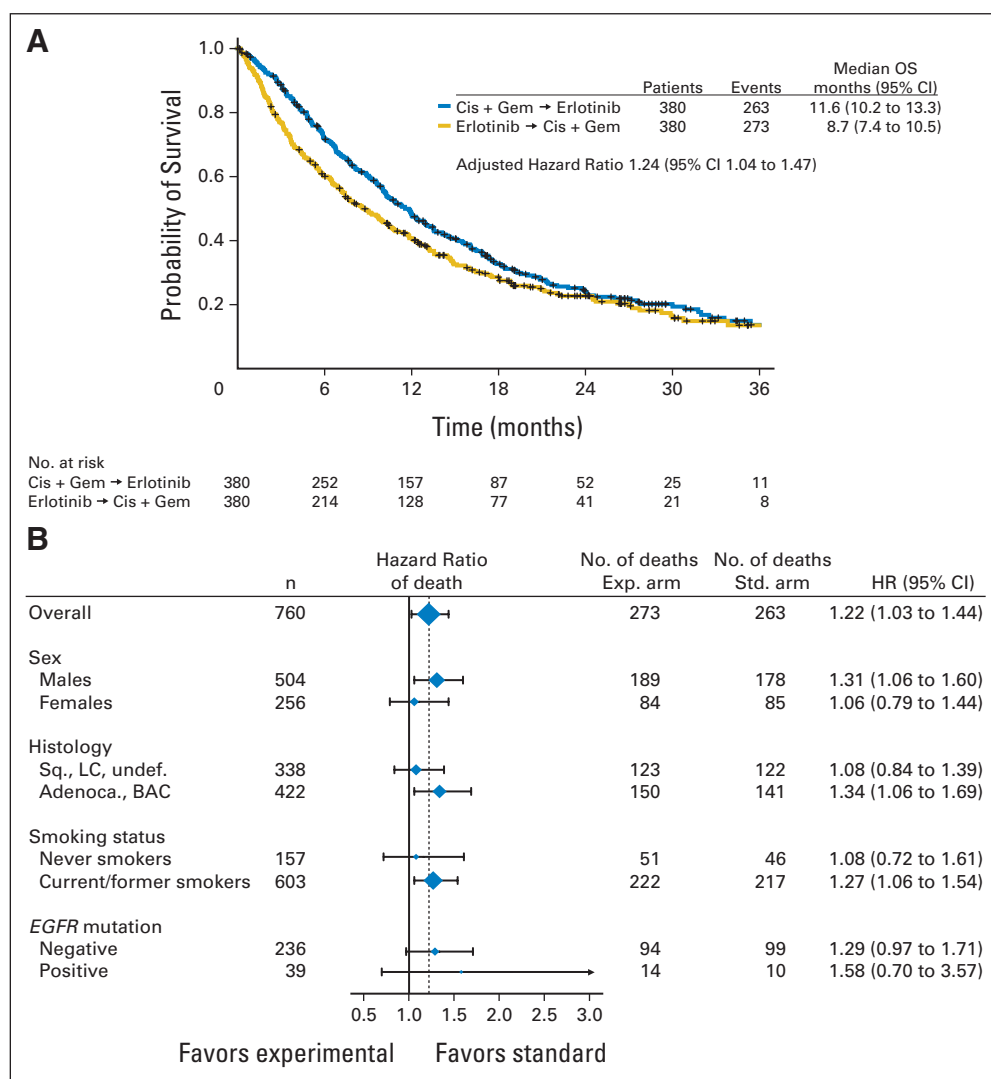 A
1.0
0.8
0.6
0.4
0.2
0
6
12
18
24
30
36
Probability of Survival
Time (months)
Patients Events Median OS months (95% CI)
Cis + Gem → Erlotinib 380 263 11.6 (10.2 to 13.3)
Erlotinib → Cis + Gem 380 273 8.7 (7.4 to 10.5)
Adjusted Hazard Ratio 1.24 (95% CI 1.04 to 1.47)
No. at risk
Cis + Gem → Erlotinib 380 252 157 87 52 25 11
Erlotinib → Cis + Gem 380 214 128 77 41 21 8
B
n Hazard Ratio of death No. of deaths Exp. arm No. of deaths Std. arm HR (95% CI)
Overall 760 273 263 1.22 (1.03 to 1.44)
Sex
Males 504 189 178 1.31 (1.06 to 1.60)
Females 256 84 85 1.06 (0.79 to 1.44)
Histology
Sq., LC, undef. 338 123 122 1.08 (0.84 to 1.39)
Adenoca., BAC 422 150 141 1.34 (1.06 to 1.69)
Smoking status
Never smokers 157 51 46 1.08 (0.72 to 1.61)
Current/former smokers 603 222 217 1.27 (1.06 to 1.54)
EGFR mutation
Negative 236 94 99 1.29 (0.97 to 1.71)
Positive 39 14 10 1.58 (0.70 to 3.57)
0.5 1.0 1.5 2.0 2.5 3.0
Favors experimental Favors standard